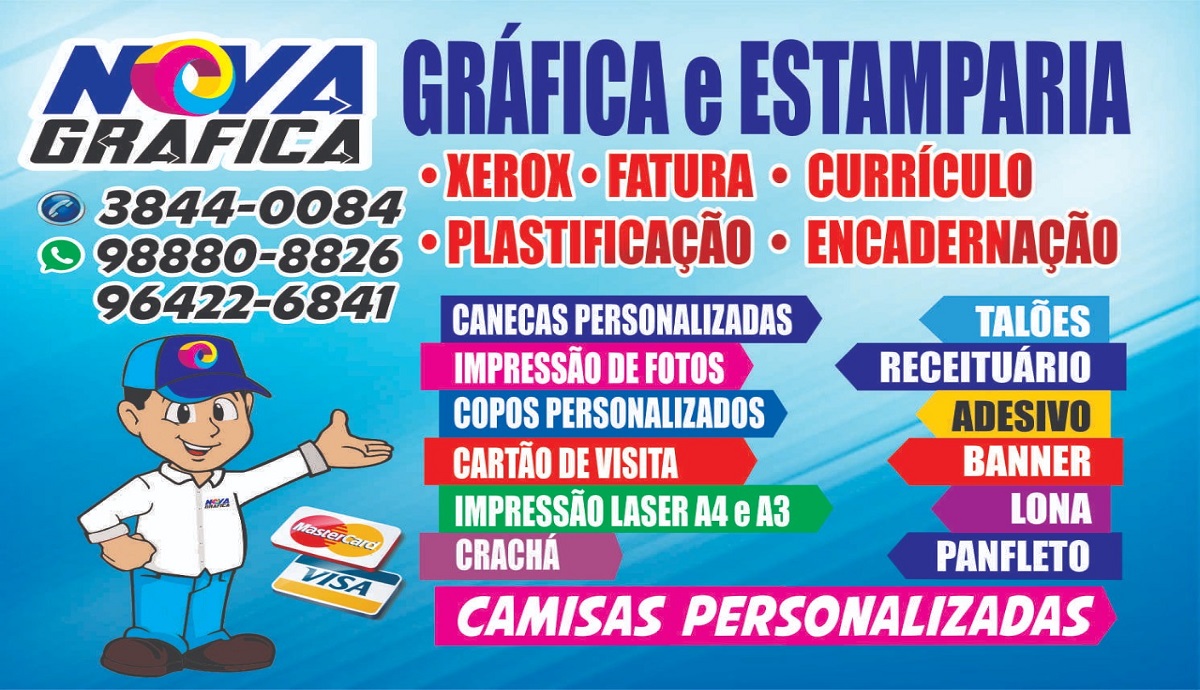 NOVA
GRAFICA
3844-0084
98880-8826
96422-6841
GRÁFICA e ESTAMPARIA
• XEROX • FATURA • CURRÍCULO
• PLASTIFICAÇÃO • ENCADERNAÇÃO
CANECAS PERSONALIZADAS
IMPRESSÃO DE FOTOS
COPOS PERSONALIZADOS
CARTÃO DE VISITA
IMPRESSÃO LASER A4 e A3
CRACHÁ
TALÕES
RECEITUÁRIO
ADESIVO
BANNER
LONA
PANFLETO
CAMISAS PERSONALIZADAS
NOVA
GRAFICA
MasterCard
VISA